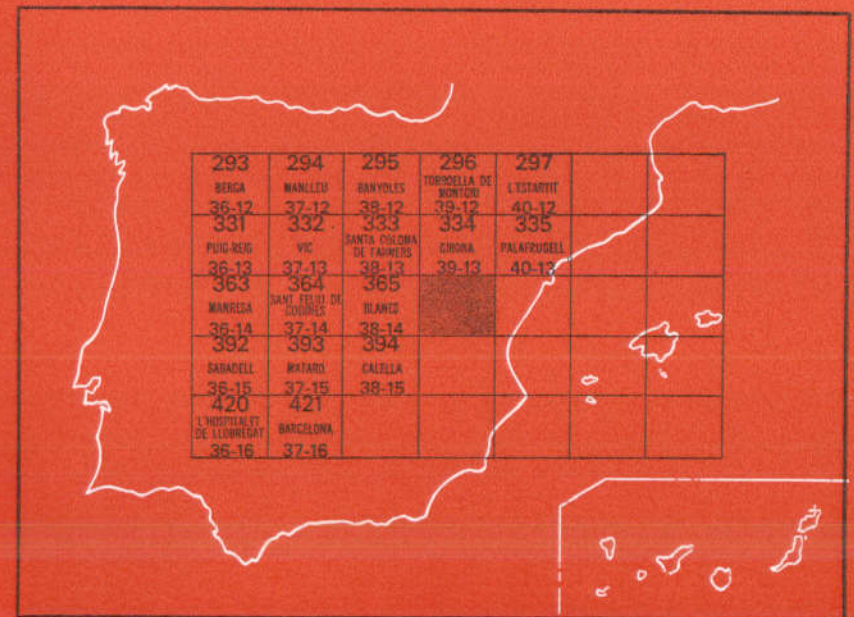 293 294 295 296 297
BERGA MANLLEU BANYOLES TORROELLA DE MONTGRI L'ESTARTIT
36-12 37-12 38-12 39-12 40-12
331 332 333 334 335
PUIG-REIG VIC SANTA COLOMA DE FARNERS GIRONA PALAFRUGELL
36-13 37-13 38-13 39-13 40-13
363 364 365
MANRESA SANT FELIU DE CODINES BLANES
36-14 37-14 38-14
392 393 394
SABADELL MATARO CALELLA
36-15 37-15 38-15
420 421
L'HOSPITALET DE LLOBREGAT BARCELONA
36-16 37-16